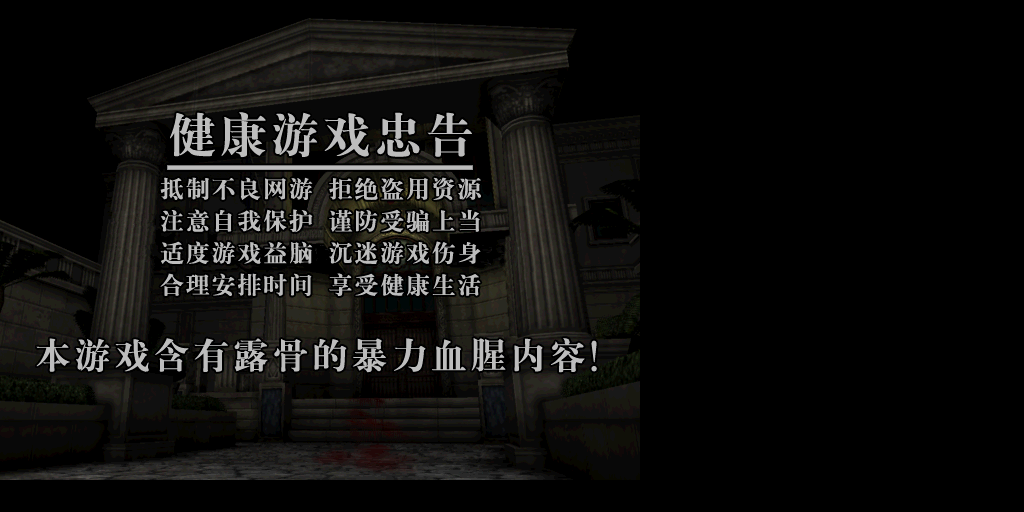 健康游戏忠告
抵制不良网游 拒绝盗用资源
注意自我保护 谨防受骗上当
适度游戏益脑 沉迷游戏伤身
合理安排时间 享受健康生活
本游戏含有露骨的暴力血腥内容!